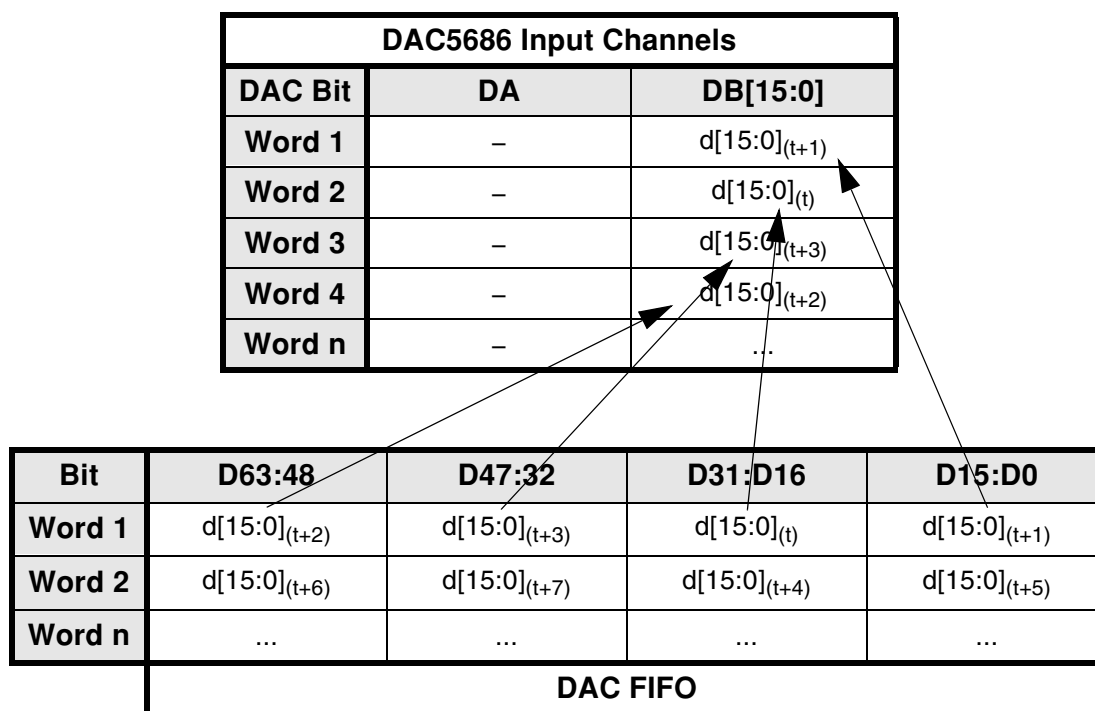 DAC5686 Input Channels
DAC Bit DA DB[15:0]
Word 1 – d[15:0](t+1)
Word 2 – d[15:0](t)
Word 3 – d[15:0](t+3)
Word 4 – d[15:0](t+2)
Word n – ...
Bit D63:48 D47:32 D31:D16 D15:D0
Word 1 d[15:0](t+2) d[15:0](t+3) d[15:0](t) d[15:0](t+1)
Word 2 d[15:0](t+6) d[15:0](t+7) d[15:0](t+4) d[15:0](t+5)
Word n ... ... ... ...
DAC FIFO